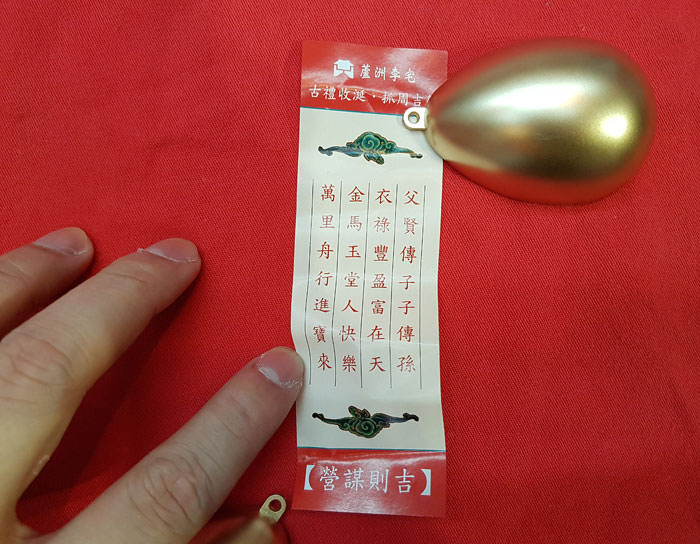 蘆洲李宅
古禮收涎·抓周吉
父賢傳子子傳孫
衣祿豐盈富在天
金馬玉堂人快樂
萬里舟行進寶來
【營謀則吉】